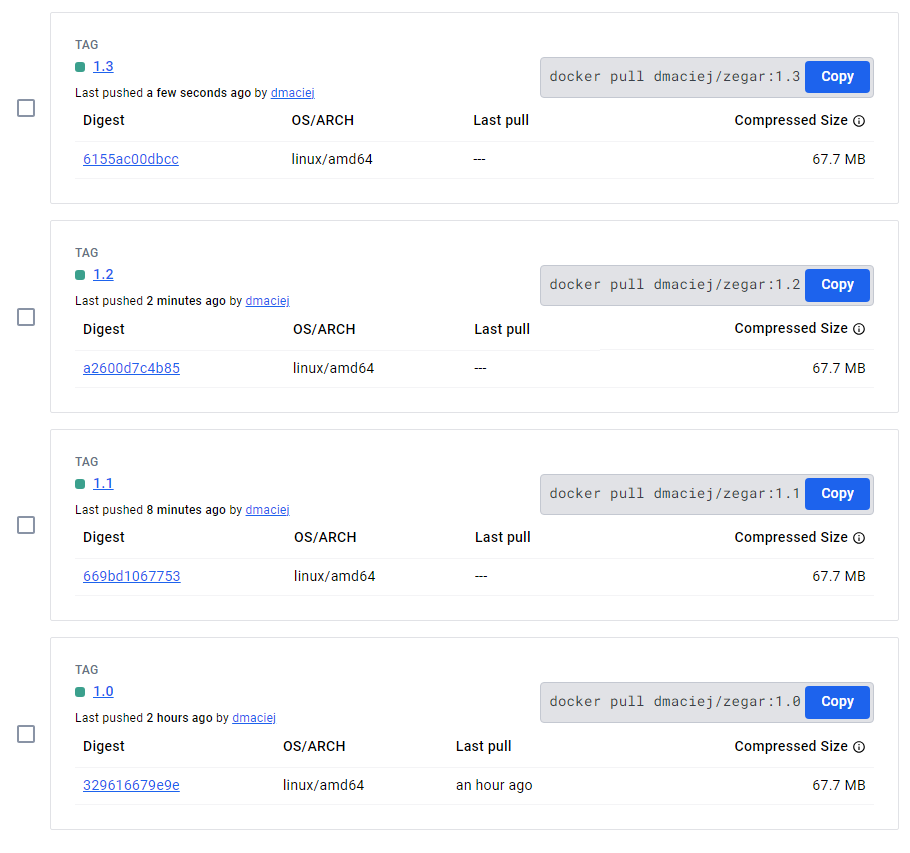 TAG
1.3
docker pull dmaciej/zegar:1.3 Copy
Last pushed a few seconds ago by dmaciej
Digest OS/ARCH Last pull Compressed Size
6155ac00dbcc linux/amd64 --- 67.7 MB
TAG
1.2
docker pull dmaciej/zegar:1.2 Copy
Last pushed 2 minutes ago by dmaciej
Digest OS/ARCH Last pull Compressed Size
a2600d7c4b85 linux/amd64 --- 67.7 MB
TAG
1.1
docker pull dmaciej/zegar:1.1 Copy
Last pushed 8 minutes ago by dmaciej
Digest OS/ARCH Last pull Compressed Size
669bd1067753 linux/amd64 --- 67.7 MB
TAG
1.0
docker pull dmaciej/zegar:1.0 Copy
Last pushed 2 hours ago by dmaciej
Digest OS/ARCH Last pull Compressed Size
329616679e9e linux/amd64 an hour ago 67.7 MB